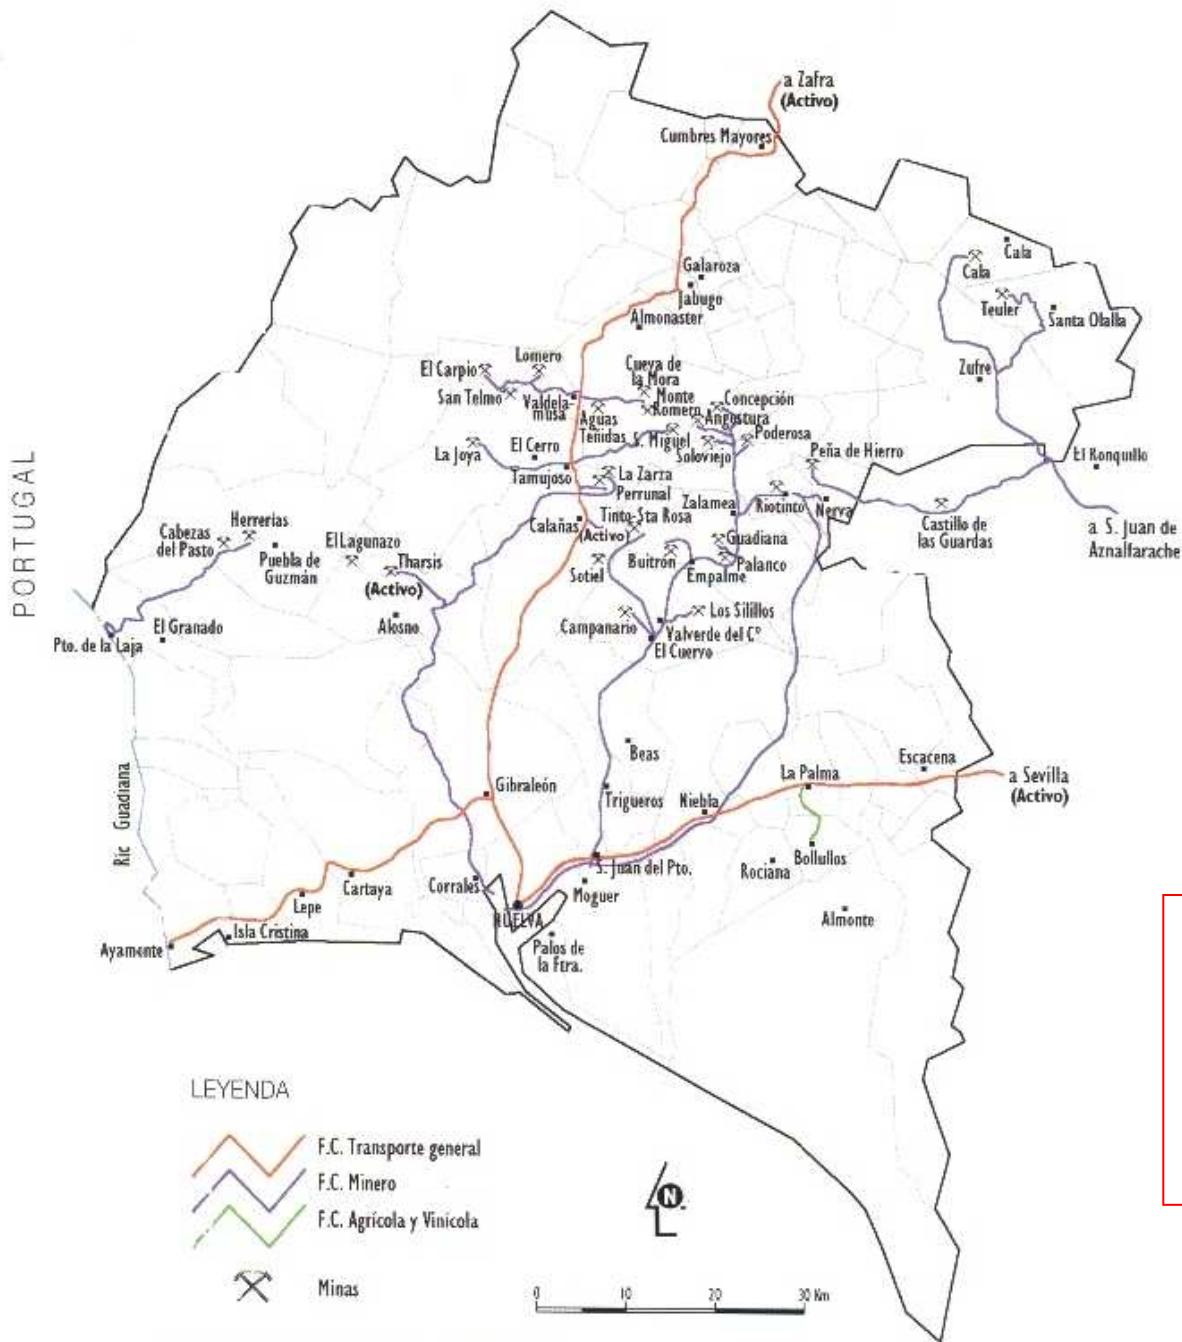 a Zafra
(Activo)
Cumbres Mayores
Cala
Cala
Galaroza
Jabugo
Teuler
Santa Olalla
Almonaster
Lomero
El Carpio
Cueva de
la Mora
Zufre
San Telmo
Valdela-
musa
Monte
Romero
Concepción
Aguas
Teñidas
Angostura
S. Miguel
Poderosa
La Joya
El Cerro
Soloviejo
Peña de Hierro
El Ronquillo
Tamujoso
La Zarza
Perrunal
Zalamea
Riotinto
Nerva
PORTUGAL
Calañas
(Activo)
Tinto-Sta Rosa
Castillo de
las Guardas
a S. Juan de
Aznalfarache
Cabezas
del Pasto
Herrerias
El Lagunazo
Guadiana
Puebla de
Guzmán
Tharsis
(Activo)
Sotiel
Buitrón
Empalme
Palanco
Los Silillos
El Granado
Alosno
Campanario
Valverde del Cº
Pto. de la Laja
El Cuervo
Beas
Escacena
La Palma
a Sevilla
(Activo)
Río Guadiana
Gibraleón
Trigueros
Niebla
S. Juan del Pto.
Bollullos
Rociana
Cartaya
Corrales
Moguer
Lepe
HUELVA
Almonte
Isla Cristina
Ayamonte
Palos de
la Ftra.
LEYENDA
F.C. Transporte general
F.C. Minero
F.C. Agrícola y Vinícola
Minas
N
0 10 20 30 Km